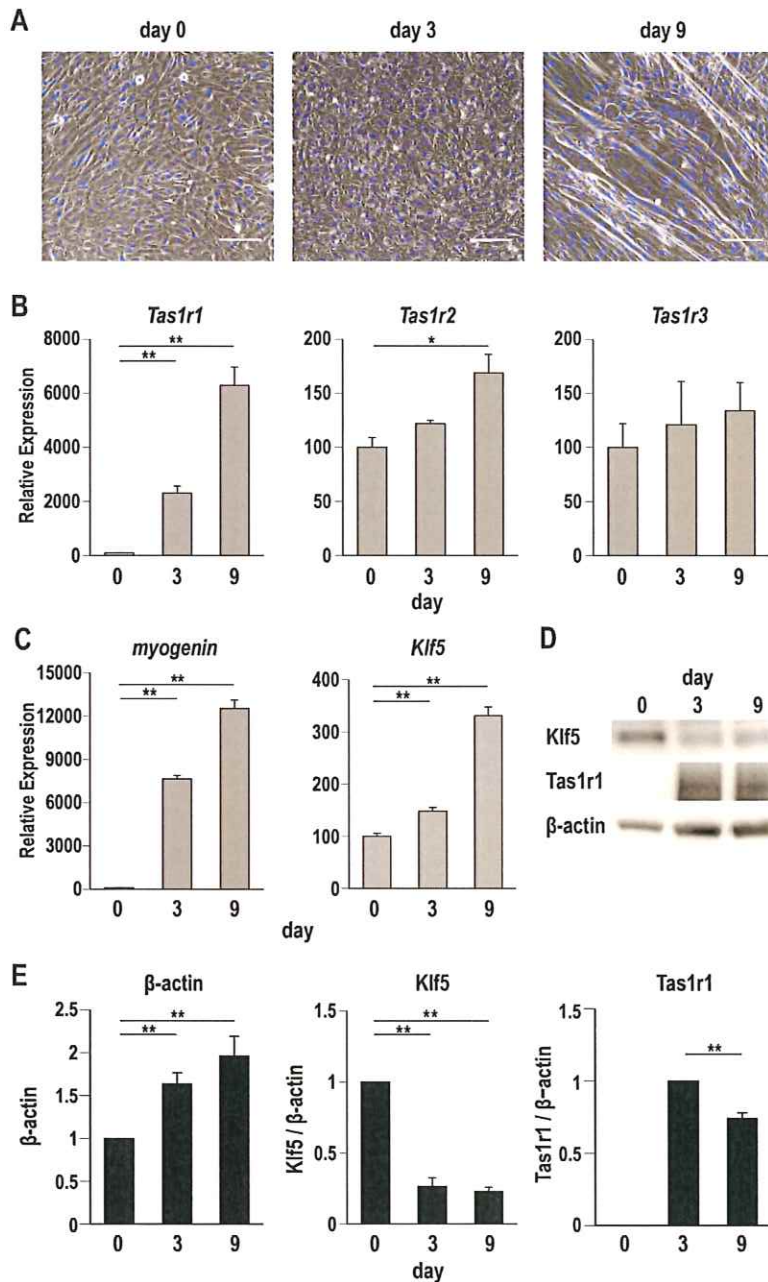 A
day 0 day 3 day 9
B
Tas1r1 Tas1r2 Tas1r3
Relative Expression
8000
6000
4000
2000
0
**
**
0 3 9
200
150
100
50
0
*
0 3 9
200
150
100
50
0
0 3 9
day
C
myogenin Klf5
Relative Expression
15000
12000
9000
6000
3000
0
**
**
0 3 9
400
300
200
100
0
**
**
0 3 9
day
D
day
0 3 9
Klf5
Tas1r1
β-actin
E
β-actin Klf5 Tas1r1
β-actin
2.5
2
1.5
1
0.5
0
**
**
0 3 9
Klf5 / β-actin
1.5
1
0.5
0
**
**
0 3 9
Tas1r1 / β-actin
1.5
1
0.5
0
**
0 3 9
day